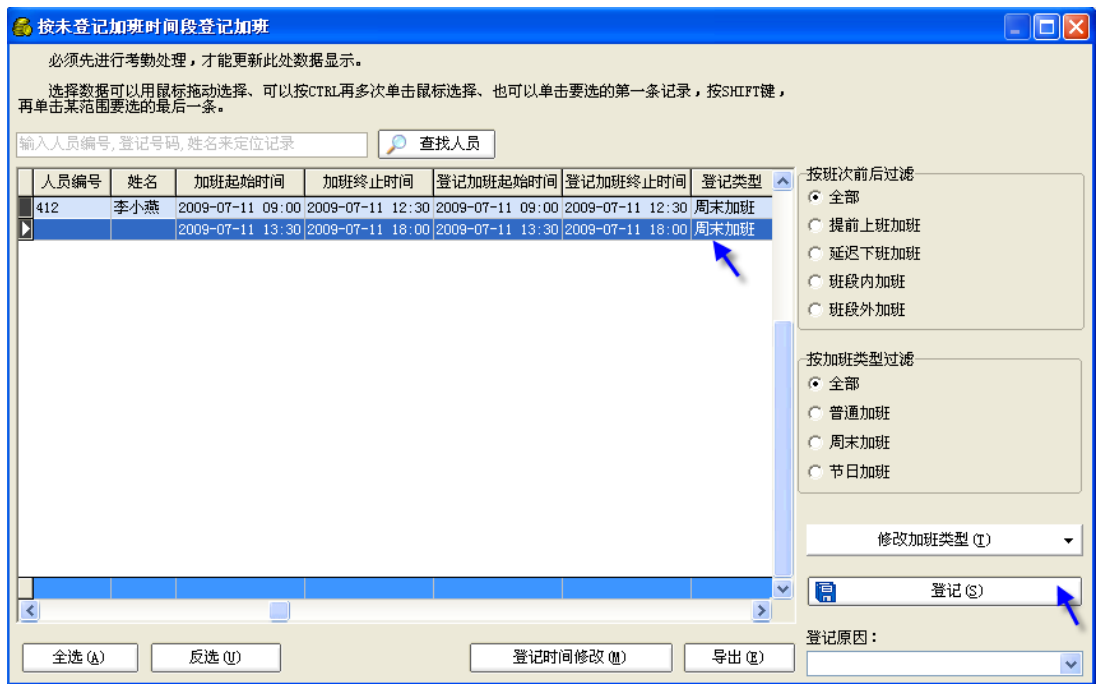 按未登记加班时间段登记加班
必须先进行考勤处理，才能更新此处数据显示。
选择数据可以用鼠标拖动选择、可以按CTRL再多次单击鼠标选择、也可以单击要选的第一条记录，按SHIFT键，
再单击某范围要选的最后一条。
输入人员编号,登记号码,姓名来定位记录 查找人员
人员编号 姓名 加班起始时间 加班终止时间 登记加班起始时间 登记加班终止时间 登记类型
412 李小燕 2009-07-11 09:00 2009-07-11 12:30 2009-07-11 09:00 2009-07-11 12:30 周末加班
2009-07-11 13:30 2009-07-11 18:00 2009-07-11 13:30 2009-07-11 18:00 周末加班
按班次前后过滤
全部
提前上班加班
延迟下班加班
班段内加班
班段外加班
按加班类型过滤
全部
普通加班
周末加班
节日加班
修改加班类型(T)
登记(S)
登记原因：
全选(A) 反选(U) 登记时间修改(M) 导出(E)